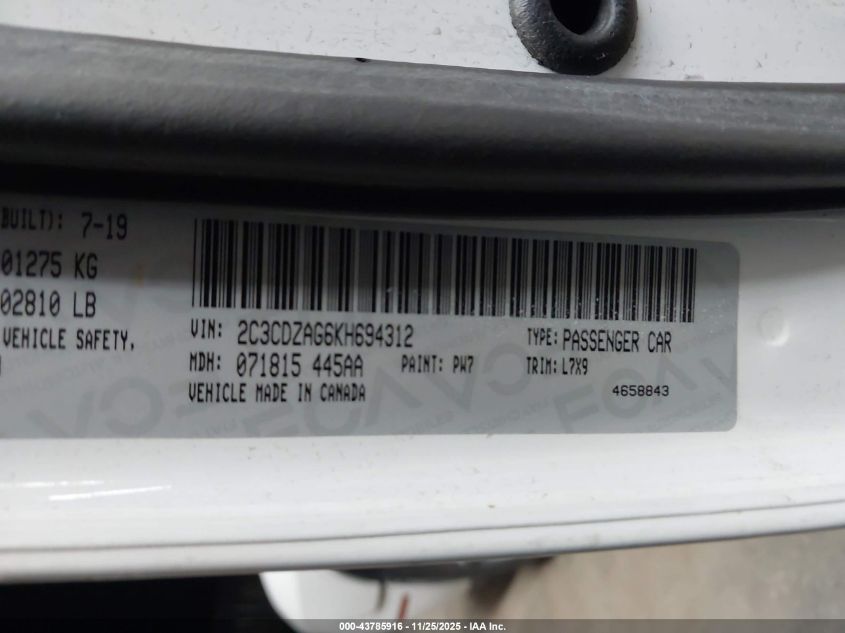 BUILT): 7-19
01275 KG
02810 LB
VEHICLE SAFETY,
VIN: 2C3CDZAG6KH694312 TYPE: PASSENGER CAR
MDH: 071815 445AA PAINT: PW7 TRIM: L7X9
VEHICLE MADE IN CANADA 4658843
000-43785916 | 11/25/2025 - IAA Inc.